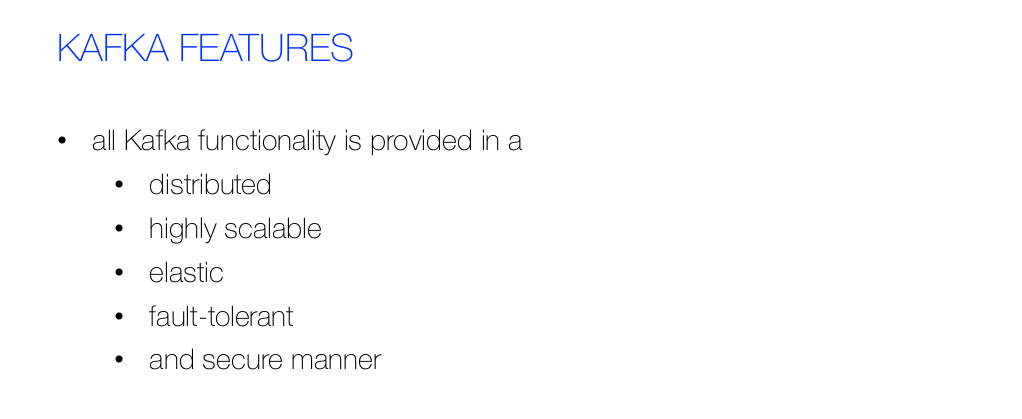 KAFKA FEATURES
• all Kafka functionality is provided in a
• distributed
• highly scalable
• elastic
• fault-tolerant
• and secure manner